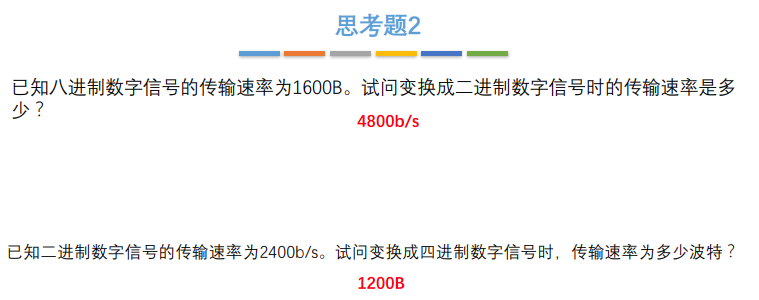 思考题2
已知八进制数字信号的传输速率为1600B。试问变换成二进制数字信号时的传输速率是多
少？
4800b/s
已知二进制数字信号的传输速率为2400b/s。试问变换成四进制数字信号时，传输速率为多少波特？
1200B